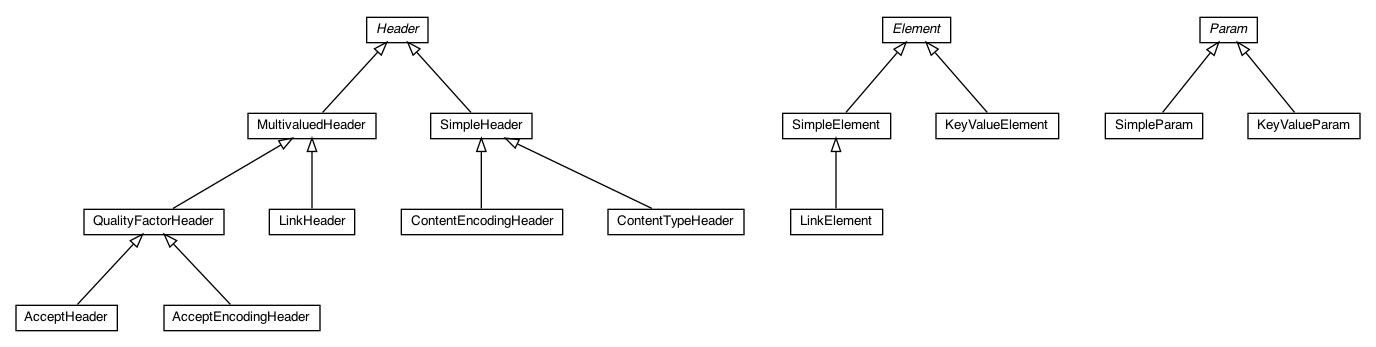 Header
Element
Param
MultivaluedHeader
SimpleHeader
SimpleElement
KeyValueElement
SimpleParam
KeyValueParam
QualityFactorHeader
LinkHeader
ContentEncodingHeader
ContentTypeHeader
LinkElement
AcceptHeader
AcceptEncodingHeader